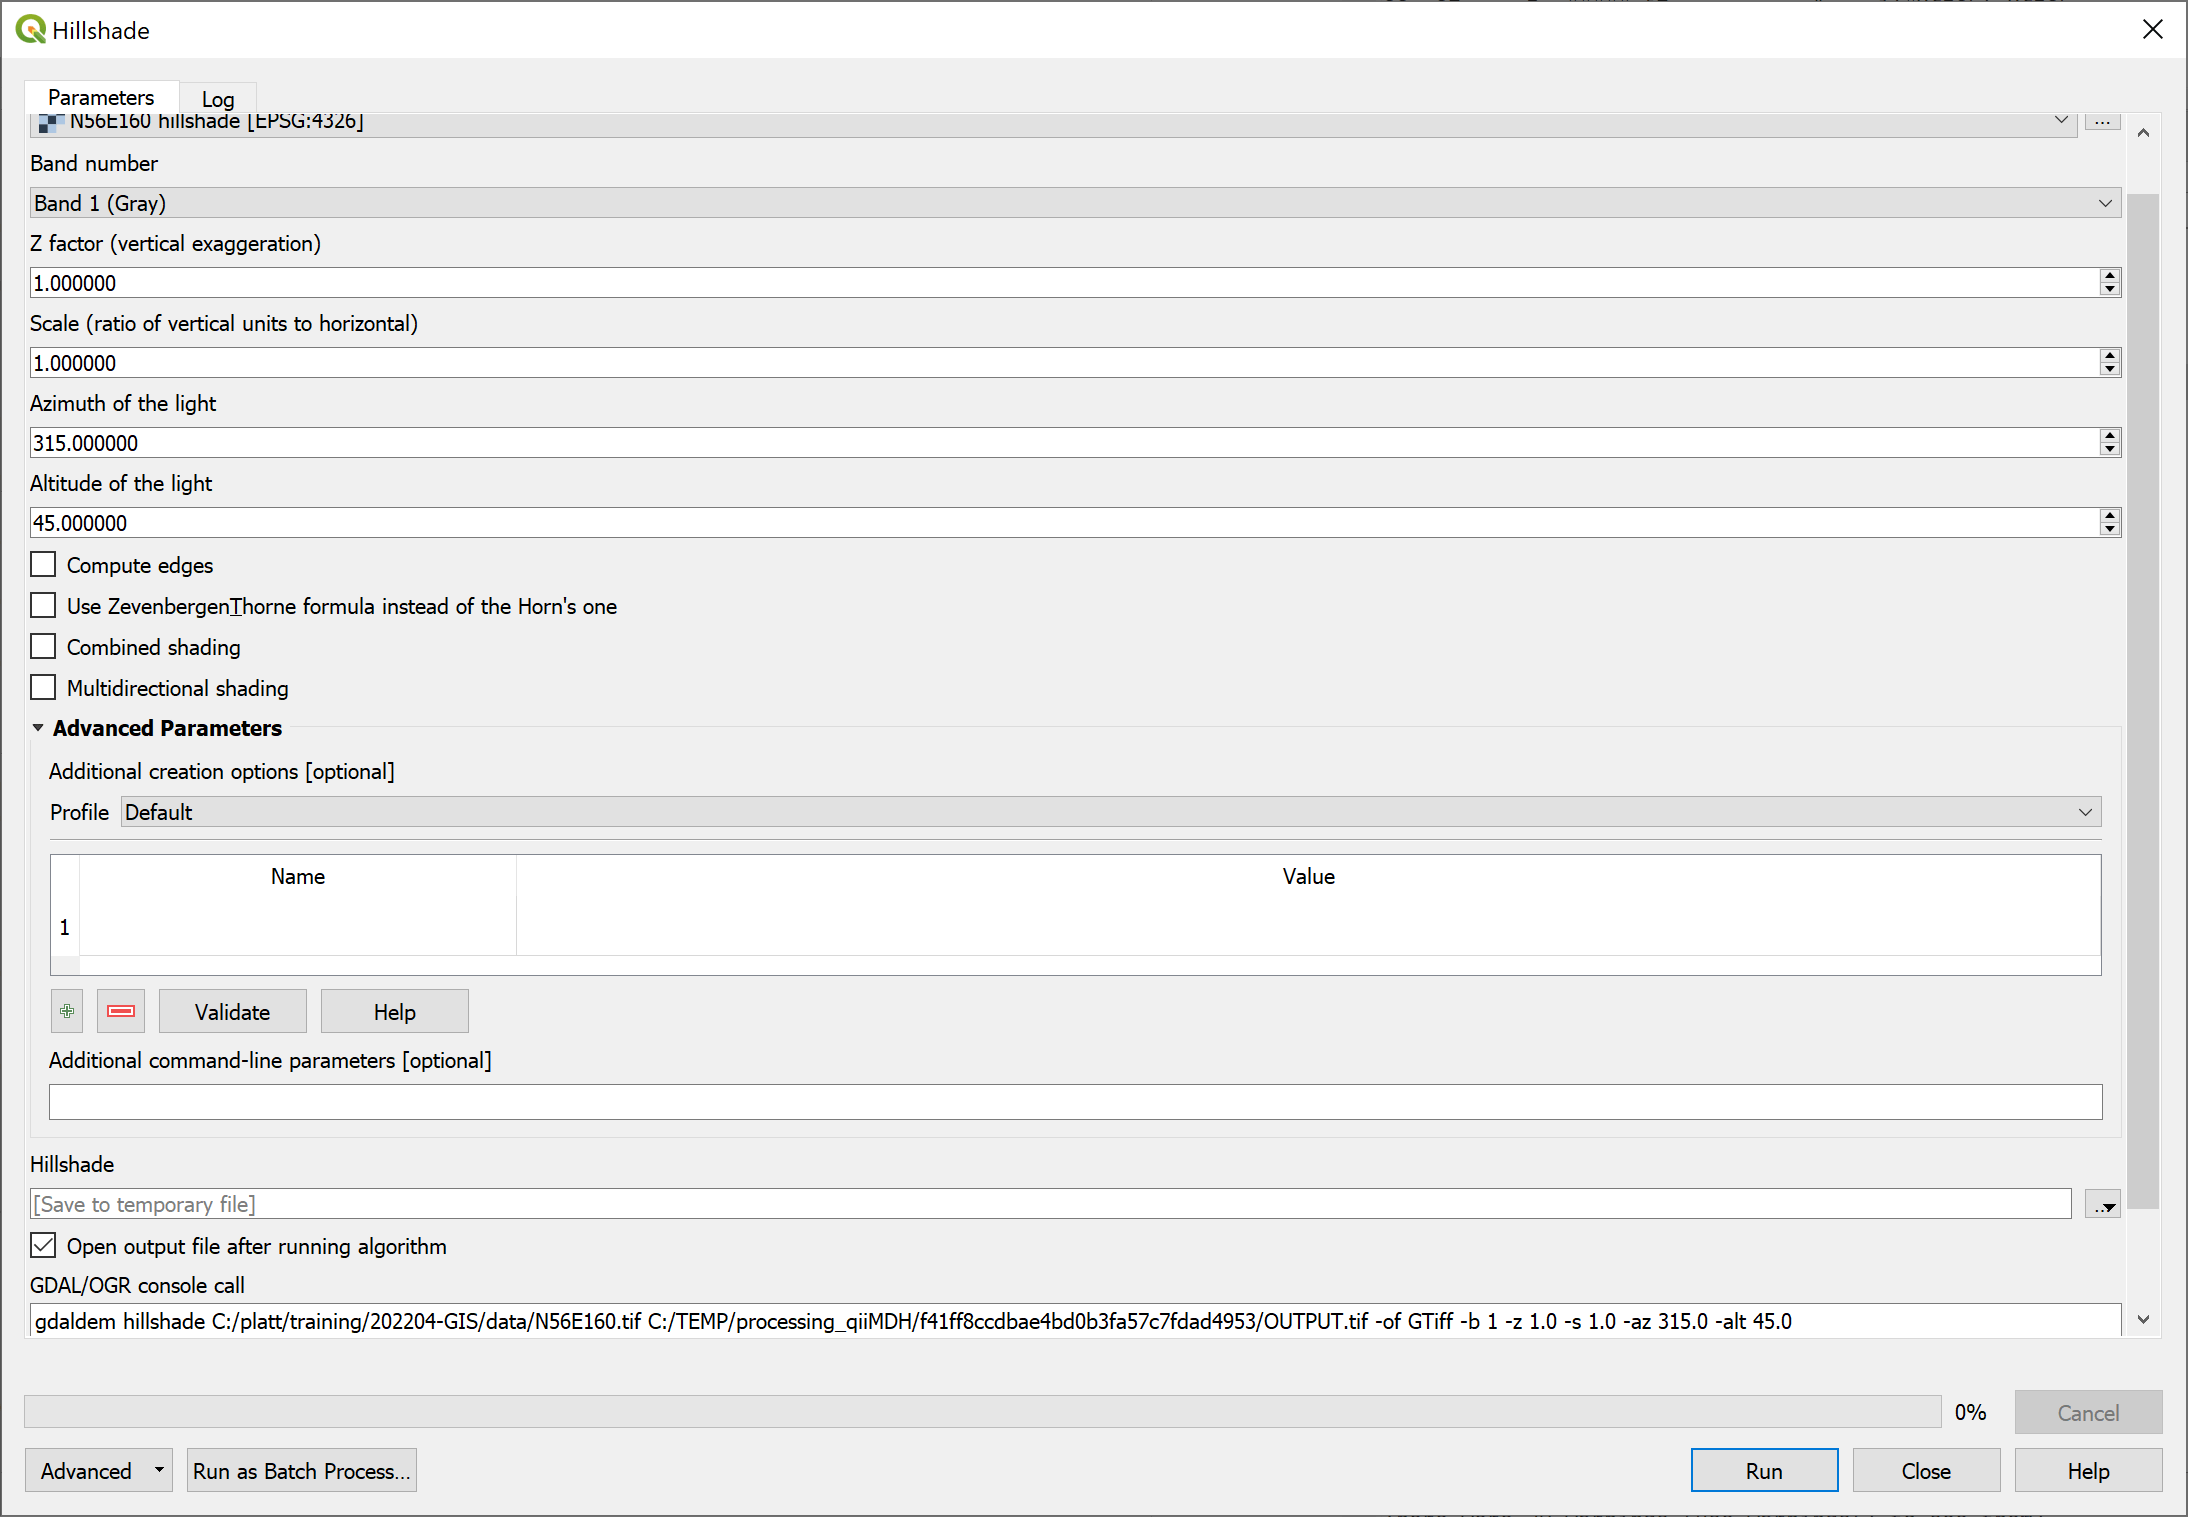 Hillshade
Parameters
Log
N56E160 hillshade [EPSG:4326]
...
Band number
Band 1 (Gray)
Z factor (vertical exaggeration)
1.000000
Scale (ratio of vertical units to horizontal)
1.000000
Azimuth of the light
315.000000
Altitude of the light
45.000000
Compute edges
Use ZevenbergenThorne formula instead of the Horn's one
Combined shading
Multidirectional shading
Advanced Parameters
Additional creation options [optional]
Profile Default
Name Value
1
Validate Help
Additional command-line parameters [optional]
Hillshade
[Save to temporary file]
Open output file after running algorithm
GDAL/OGR console call
gdaldem hillshade C:/platt/training/202204-GIS/data/N56E160.tif C:/TEMP/processing_qiiMDH/f41ff8ccdbae4bd0b3fa57c7fdad4953/OUTPUT.tif -of GTiff -b 1 -z 1.0 -s 1.0 -az 315.0 -alt 45.0
0% Cancel
Advanced Run as Batch Process... Run Close Help